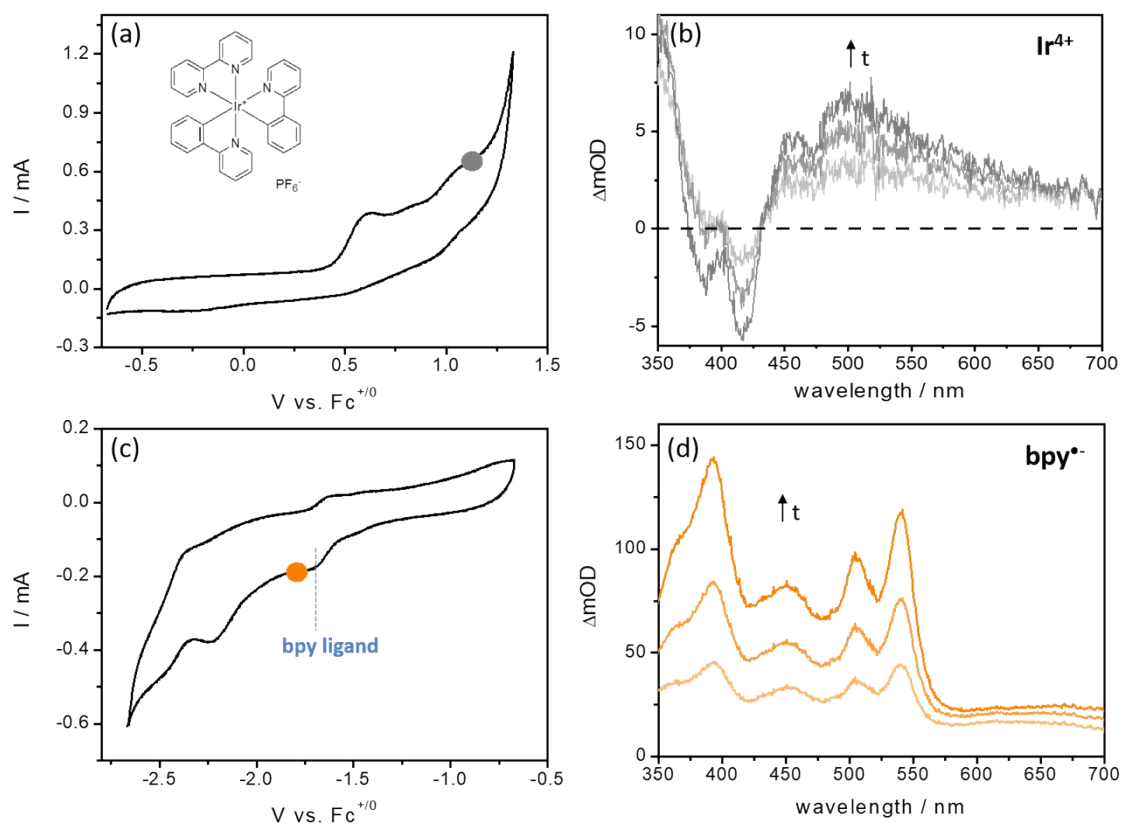 (a)
I / mA
1.2
0.9
0.6
0.3
0.0
-0.3
-0.5
0.0
0.5
1.0
1.5
V vs. Fc+/0
N
N
N
Ir+
N
PF6-
(b)
Ir4+
t
ΔmOD
10
5
0
-5
350
400
450
500
550
600
650
700
wavelength / nm
(c)
I / mA
0.2
0.0
-0.2
-0.4
-0.6
bpy ligand
-2.5
-2.0
-1.5
-1.0
-0.5
V vs. Fc+/0
(d)
bpy•-
t
ΔmOD
150
100
50
0
350
400
450
500
550
600
650
700
wavelength / nm